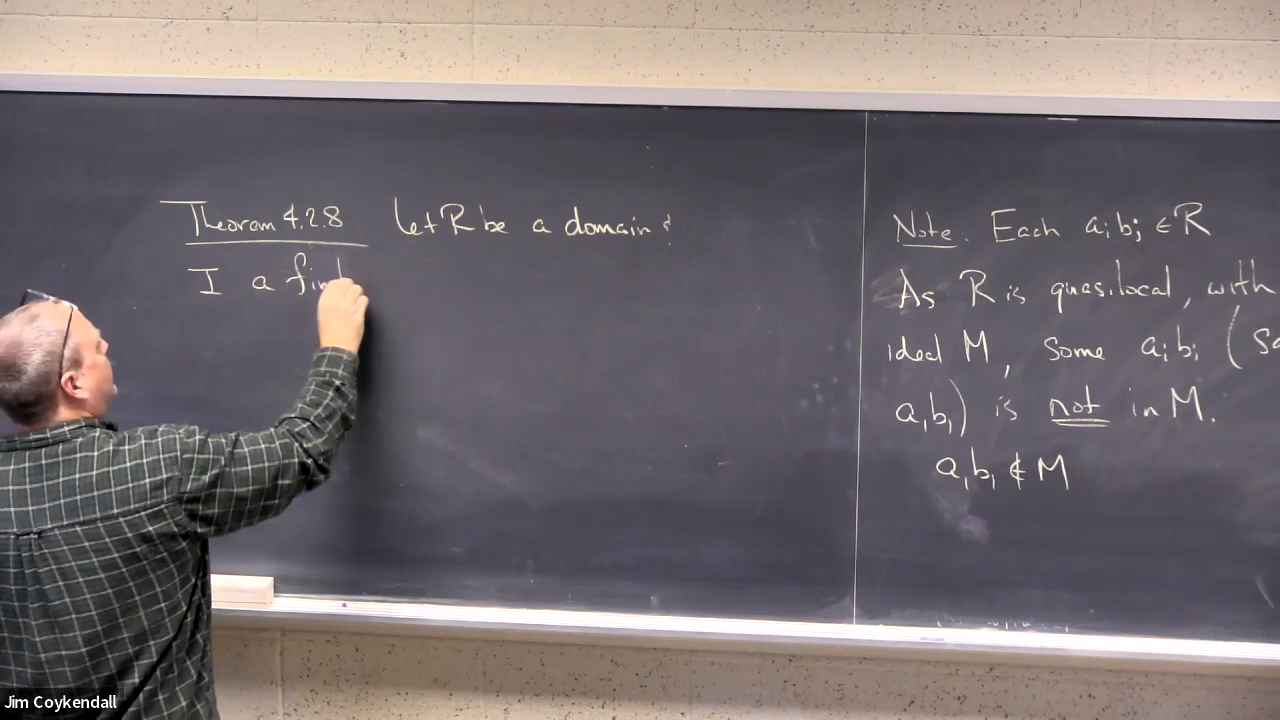 Theorem 4.2.8 Let R be a domain &
I a fin
Note: Each aᵢbᵢ ∈ R
As R is quasilocal, with
ideal M, some aᵢbᵢ (
a₁b₁) is not in M.
a₁b₁ ∉ M
Jim Coykendall